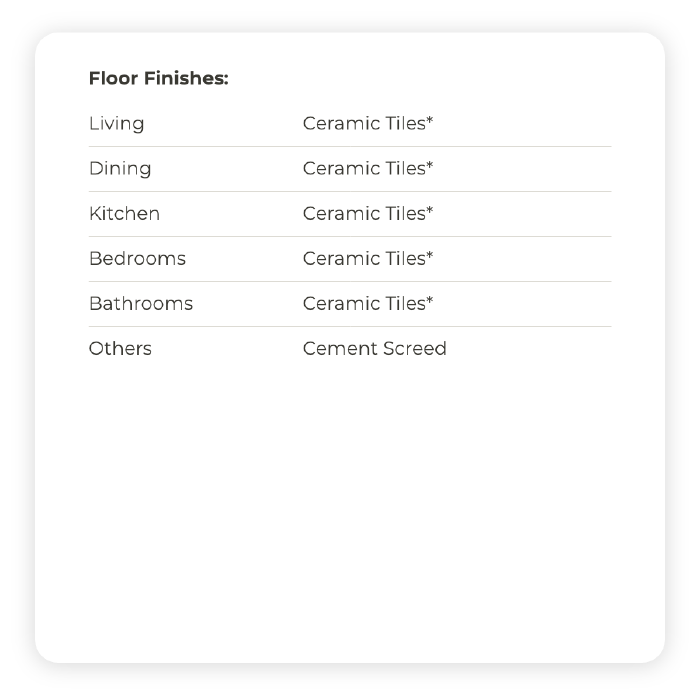 Floor Finishes:
Living Ceramic Tiles*
Dining Ceramic Tiles*
Kitchen Ceramic Tiles*
Bedrooms Ceramic Tiles*
Bathrooms Ceramic Tiles*
Others Cement Screed